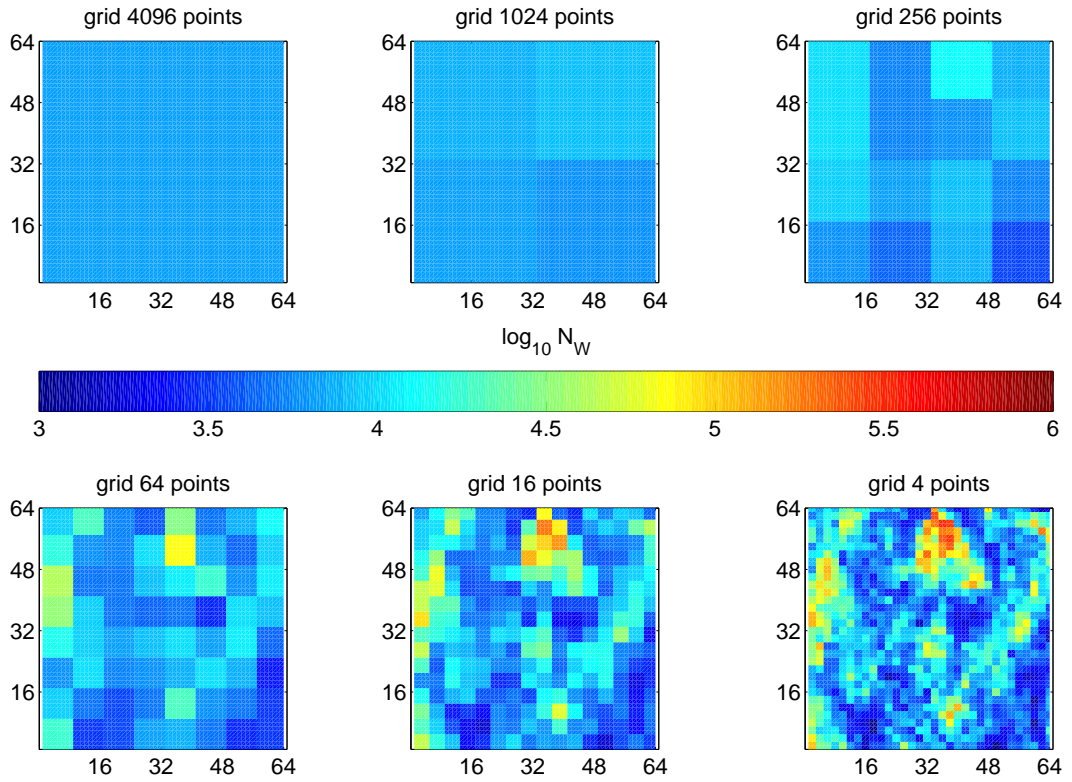 grid 4096 points
grid 1024 points
grid 256 points
64
48
32
16
16 32 48 64
64
48
32
16
16 32 48 64
64
48
32
16
16 32 48 64
log10 NW
3 3.5 4 4.5 5 5.5 6
grid 64 points
grid 16 points
grid 4 points
64
48
32
16
16 32 48 64
64
48
32
16
16 32 48 64
64
48
32
16
16 32 48 64